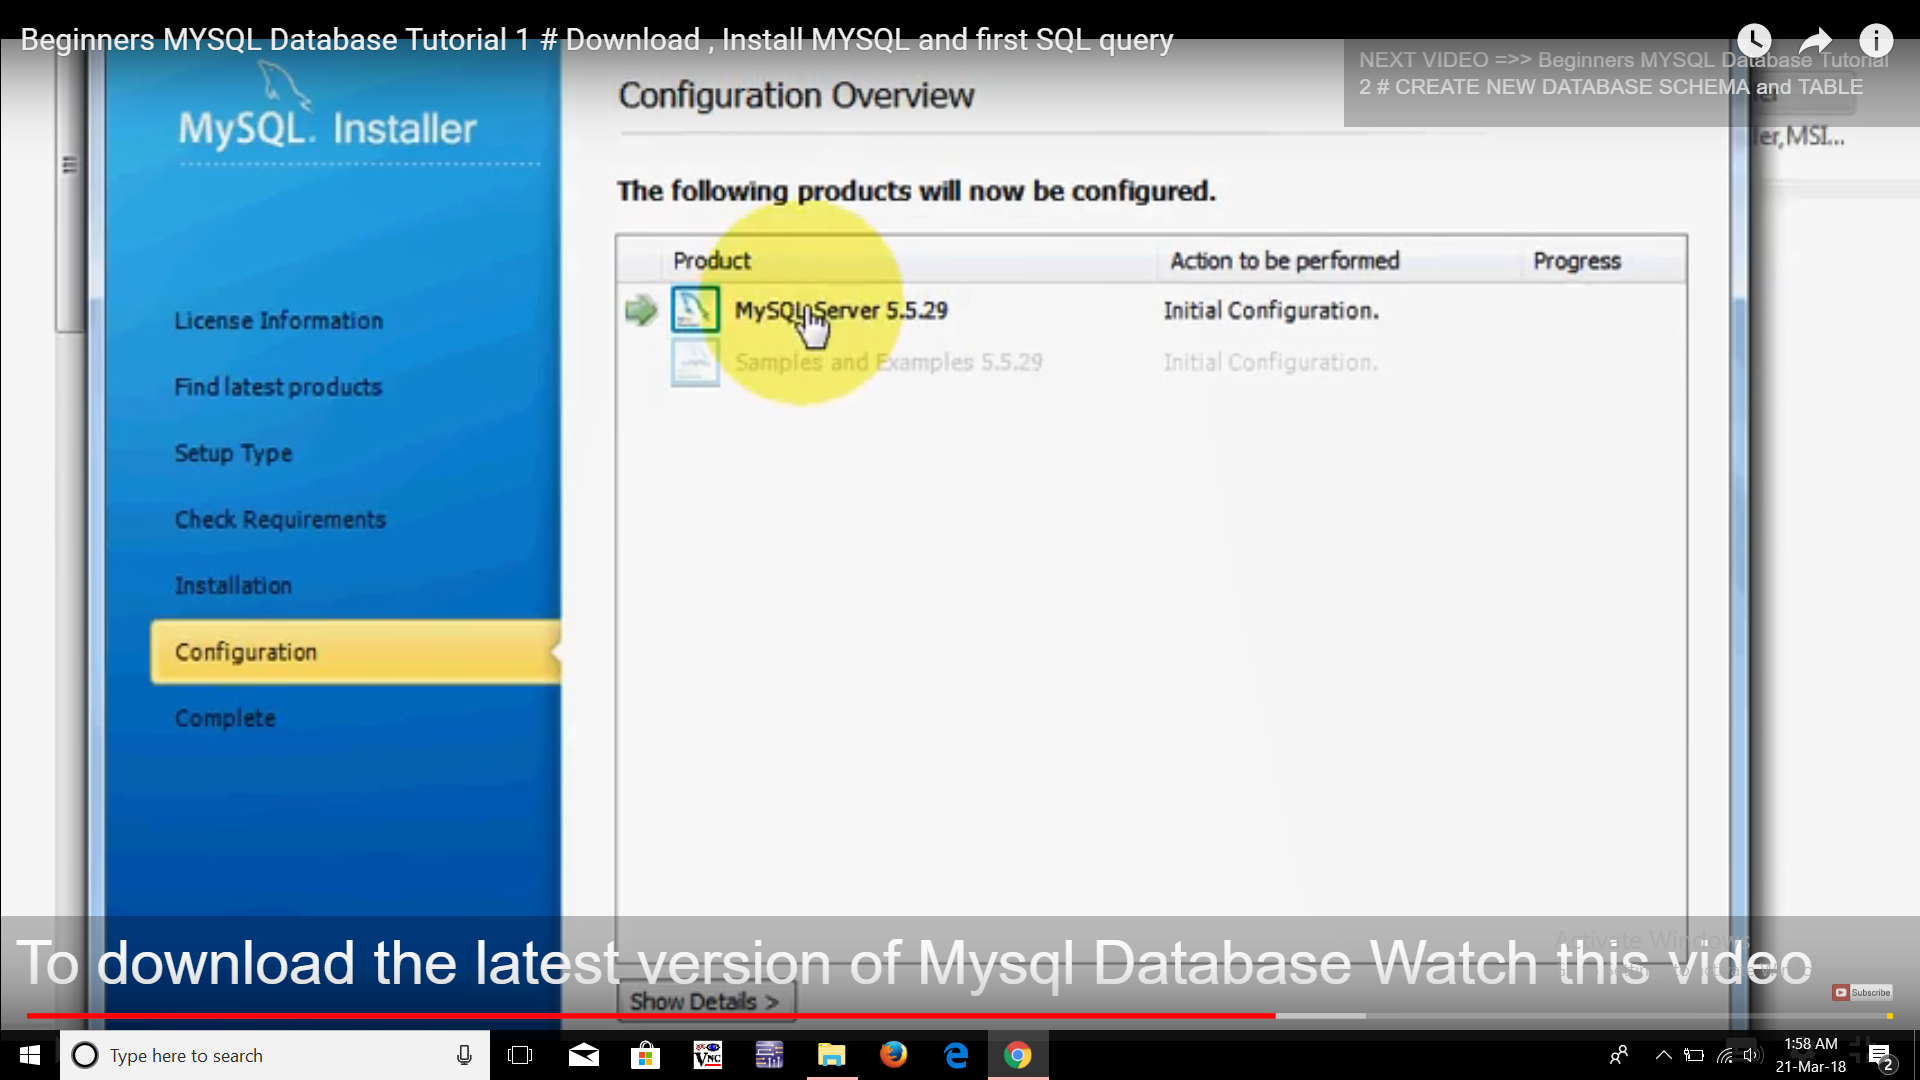 Beginners MYSQL Database Tutorial 1 # Download , Install MYSQL and first SQL query
NEXT VIDEO =>> Beginners MYSQL Database Tutorial
2 # CREATE NEW DATABASE SCHEMA and TABLE
ler,MSI...
MySQL. Installer
License Information
Find latest products
Setup Type
Check Requirements
Installation
Configuration
Complete
Configuration Overview
The following products will now be configured.
Product Action to be performed Progress
MySQL Server 5.5.29 Initial Configuration.
Samples and Examples 5.5.29 Initial Configuration.
Activate Windows
To download the latest version of Mysql Database Watch this video
Subscribe
Show Details >
Type here to search
VNC
1:58 AM
21-Mar-18
2